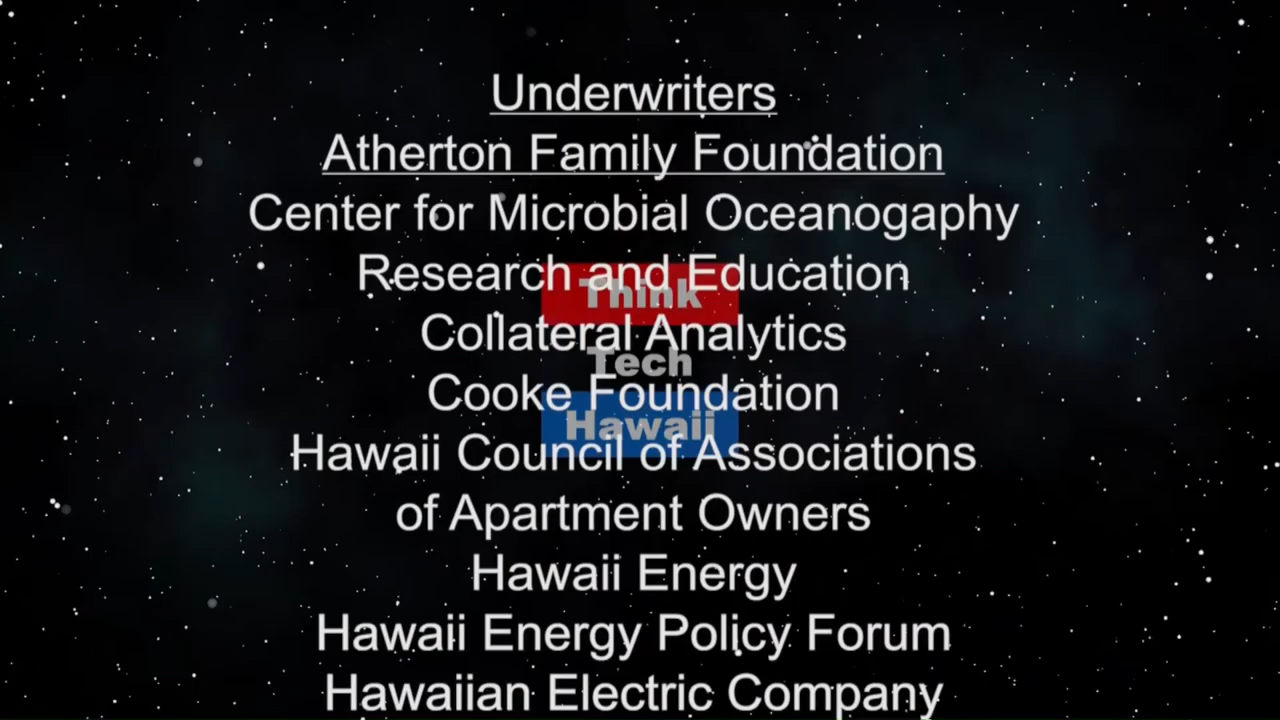 Underwriters
Atherton Family Foundation
Center for Microbial Oceanogaphy
Research and Education
Think
Collateral Analytics
Tech
Cooke Foundation
Hawaii
Hawaii Council of Associations
of Apartment Owners
Hawaii Energy
Hawaii Energy Policy Forum
Hawaiian Electric Company